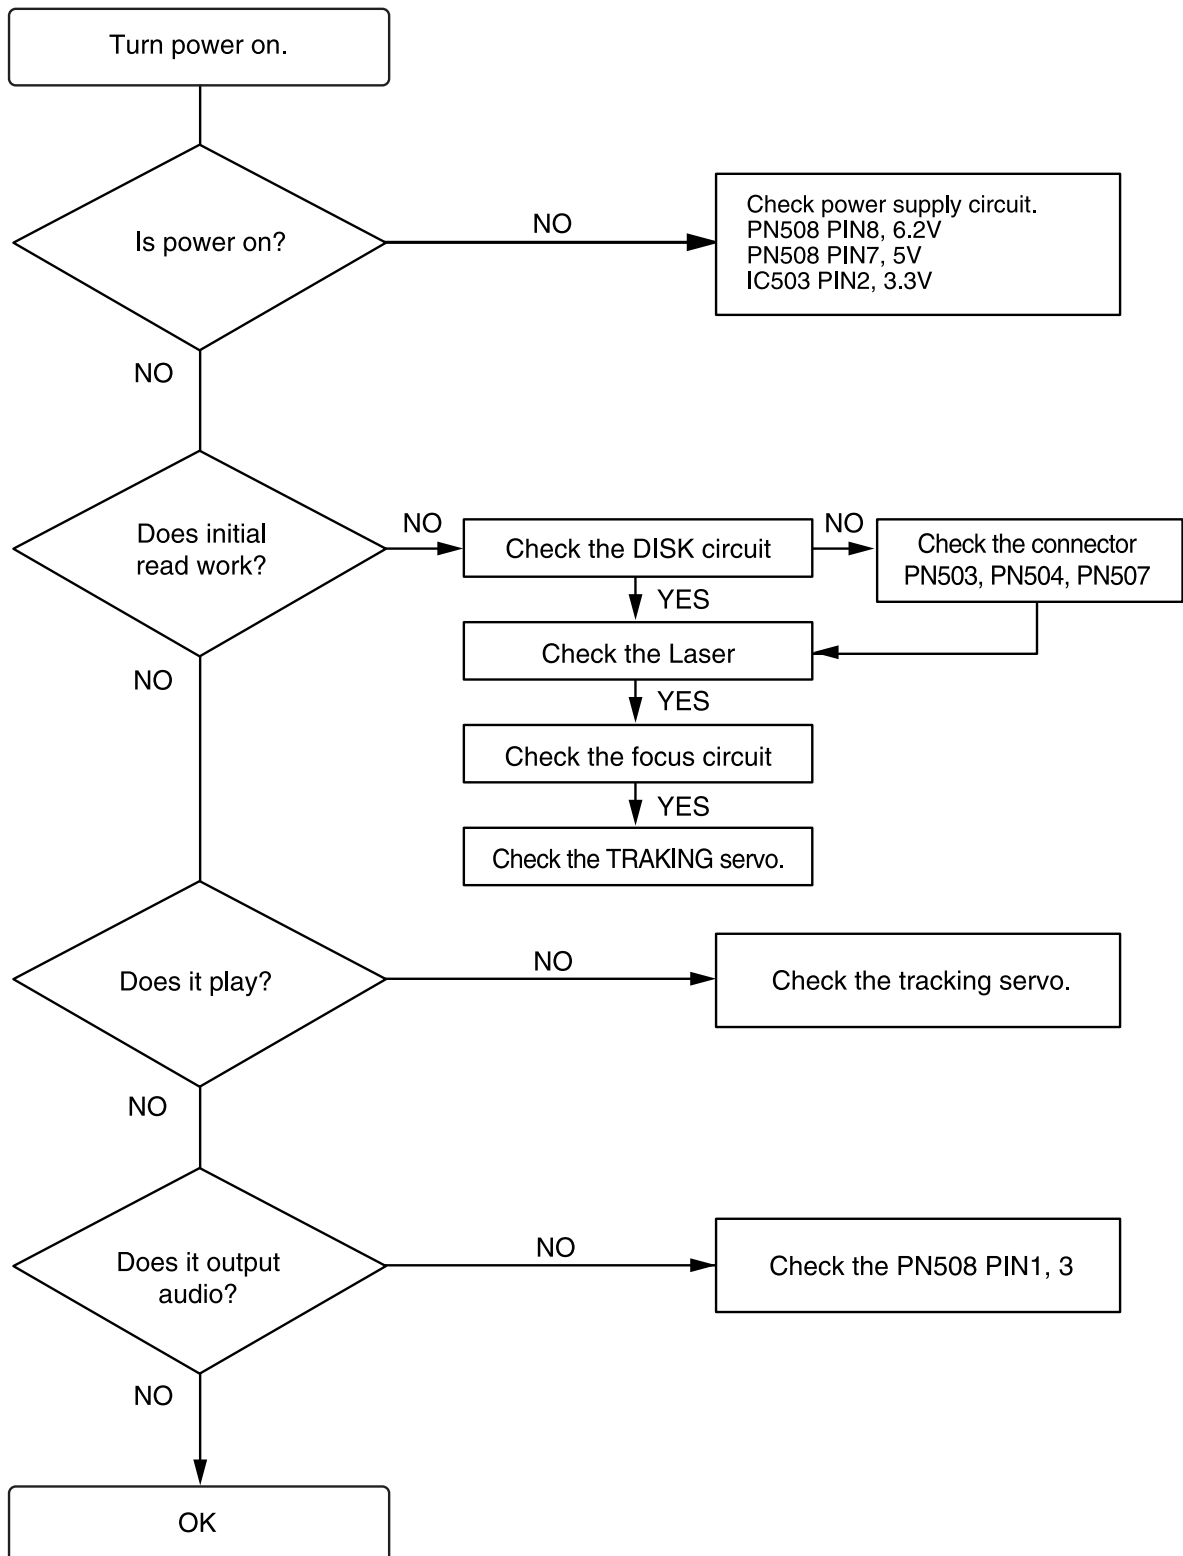 Turn power on.
Is power on?
NO
Check power supply circuit.
PN508 PIN8, 6.2V
PN508 PIN7, 5V
IC503 PIN2, 3.3V
NO
Does initial
read work?
NO
Check the DISK circuit
NO
Check the connector
PN503, PN504, PN507
YES
Check the Laser
NO
YES
Check the focus circuit
YES
Check the TRAKING servo.
Does it play?
NO
Check the tracking servo.
NO
Does it output
audio?
NO
Check the PN508 PIN1, 3
NO
OK